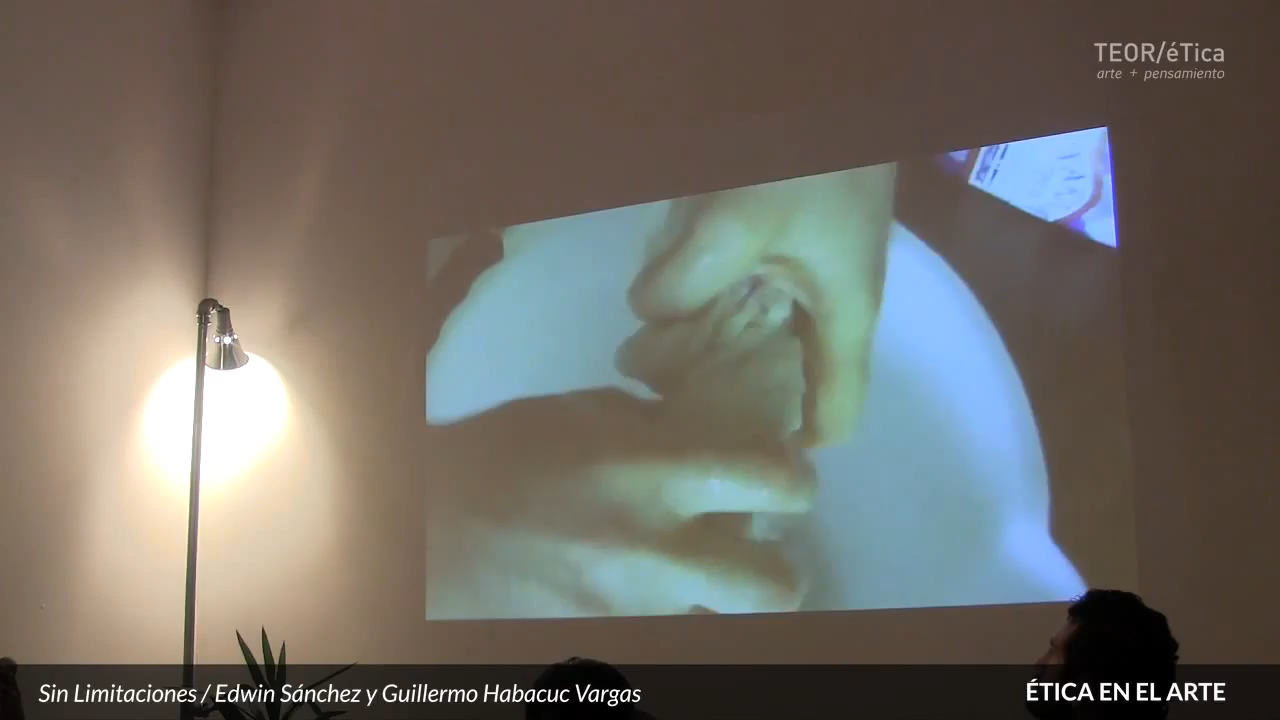 TEOR/éTica
arte + pensamiento
Sin Limitaciones / Edwin Sánchez y Guillermo Habacuc Vargas
ÉTICA EN EL ARTE